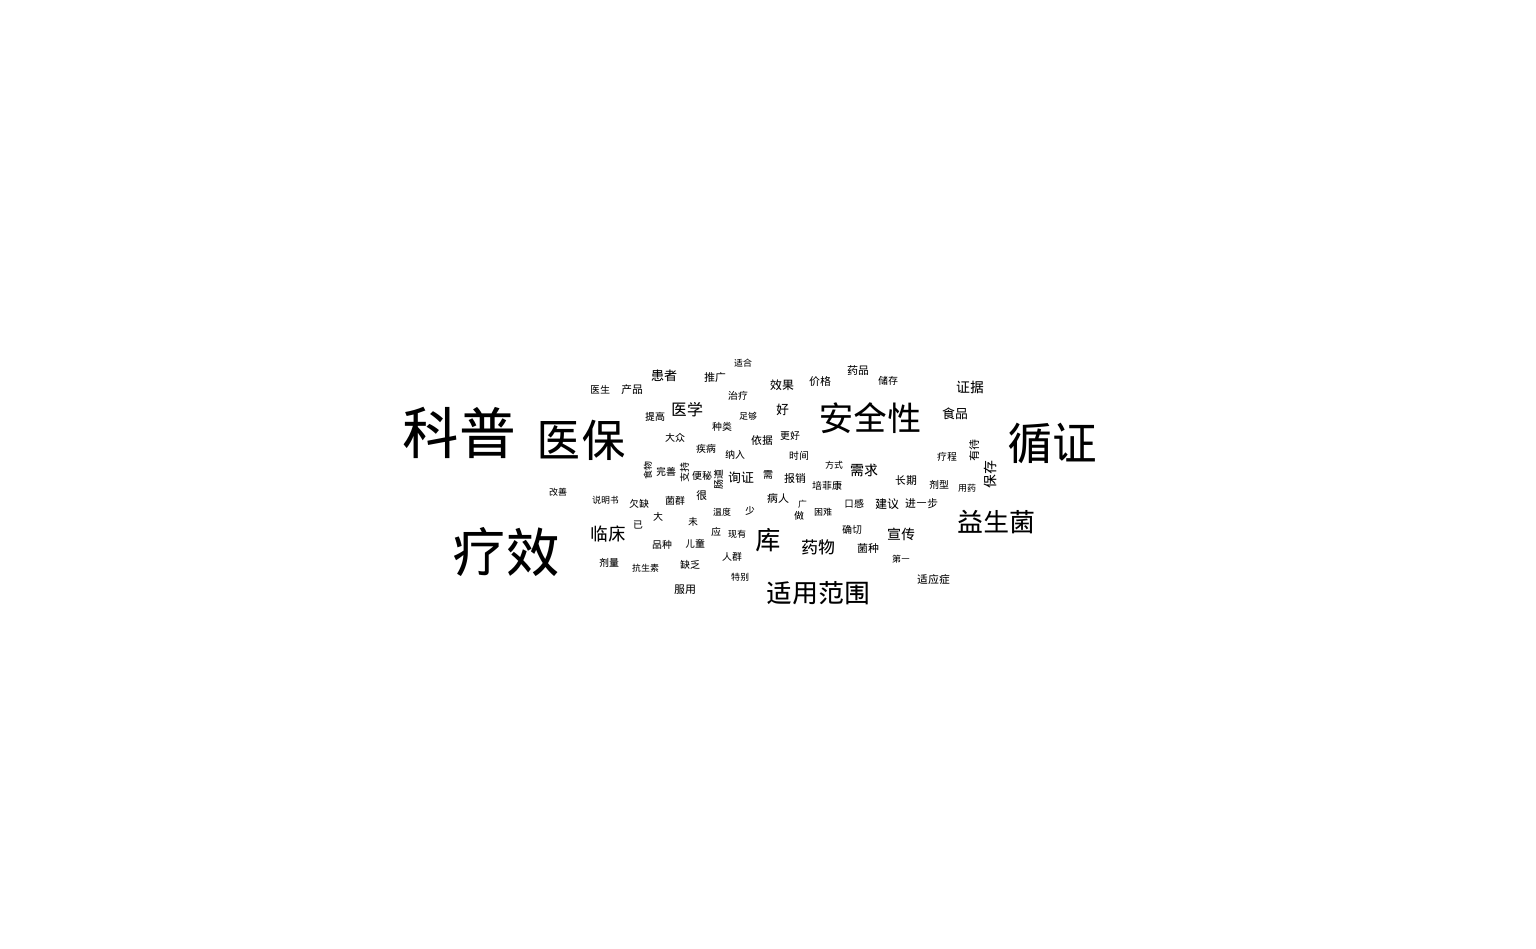 适合
患者
推广
药品
医生
产品
效果
价格
储存
证据
治疗
医学
好
安全性
食品
提高
足够
科普
医保
种类
循证
大众
依据
更好
疾病
纳入
时间
疗程
有待
食物
完善
支持
便秘
证据
询证
需
报销
方式
需求
保存
长期
剂型
用药
培菲康
改善
说明书
欠缺
菌群
很
病人
广
口感
建议
进一步
温度
少
做
困难
益生菌
大
已
未
临床
应
现有
库
确切
宣传
疗效
品种
儿童
药物
菌种
剂量
抗生素
缺乏
人群
第一
特别
适应症
服用
适用范围